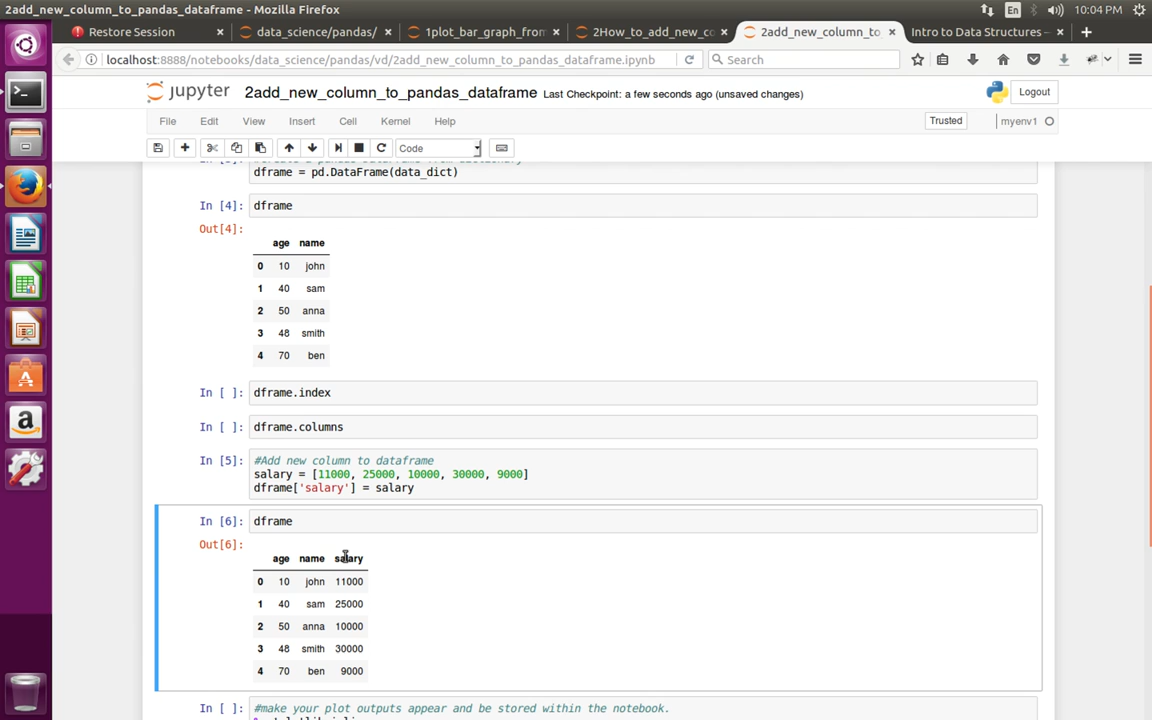 2add_new_column_to_pandas_dataframe - Mozilla Firefox
En 10:04 PM
Restore Session × data_science/pandas/ × 1plot_bar_graph_from × 2How_to_add_new_co × 2add_new_column_to × Intro to Data Structures ×
localhost:8888/notebooks/data_science/pandas/vd/2add_new_column_to_pandas_dataframe.ipynb Search
jupyter 2add_new_column_to_pandas_dataframe Last Checkpoint: a few seconds ago (unsaved changes) Logout
File Edit View Insert Cell Kernel Help Trusted myenv1
Code
dframe = pd.DataFrame(data_dict)
In [4]: dframe
Out[4]:
age name
0 10 john
1 40 sam
2 50 anna
3 48 smith
4 70 ben
In [ ]: dframe.index
In [ ]: dframe.columns
In [5]: #Add new column to dataframe
salary = [11000, 25000, 10000, 30000, 9000]
dframe['salary'] = salary
In [6]: dframe
Out[6]:
age name salary
0 10 john 11000
1 40 sam 25000
2 50 anna 10000
3 48 smith 30000
4 70 ben 9000
In [ ]: #make your plot outputs appear and be stored within the notebook.